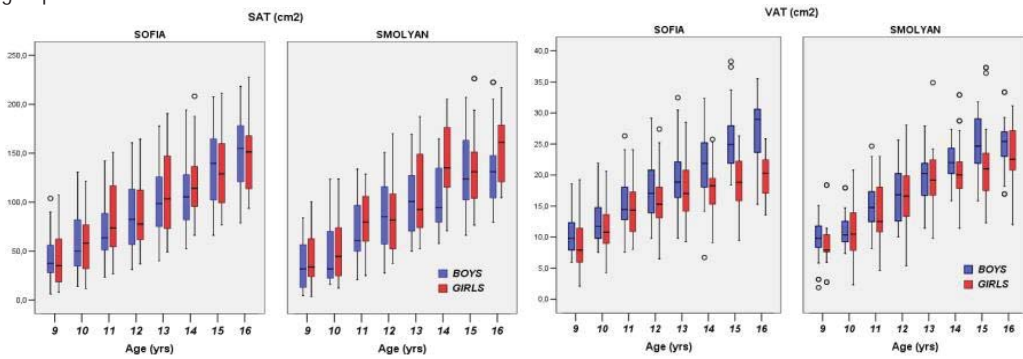 SAT (cm2)
SOFIA
SMOLYAN
250,0
200,0
150,0
100,0
50,0
0,0
BOYS
GIRLS
9 10 11 12 13 14 15 16
9 10 11 12 13 14 15 16
Age (yrs)
Age (yrs)
VAT (cm2)
SOFIA
SMOLYAN
40,0
35,0
30,0
25,0
20,0
15,0
10,0
5,0
0,0
BOYS
GIRLS
9 10 11 12 13 14 15 16
9 10 11 12 13 14 15 16
Age (yrs)
Age (yrs)